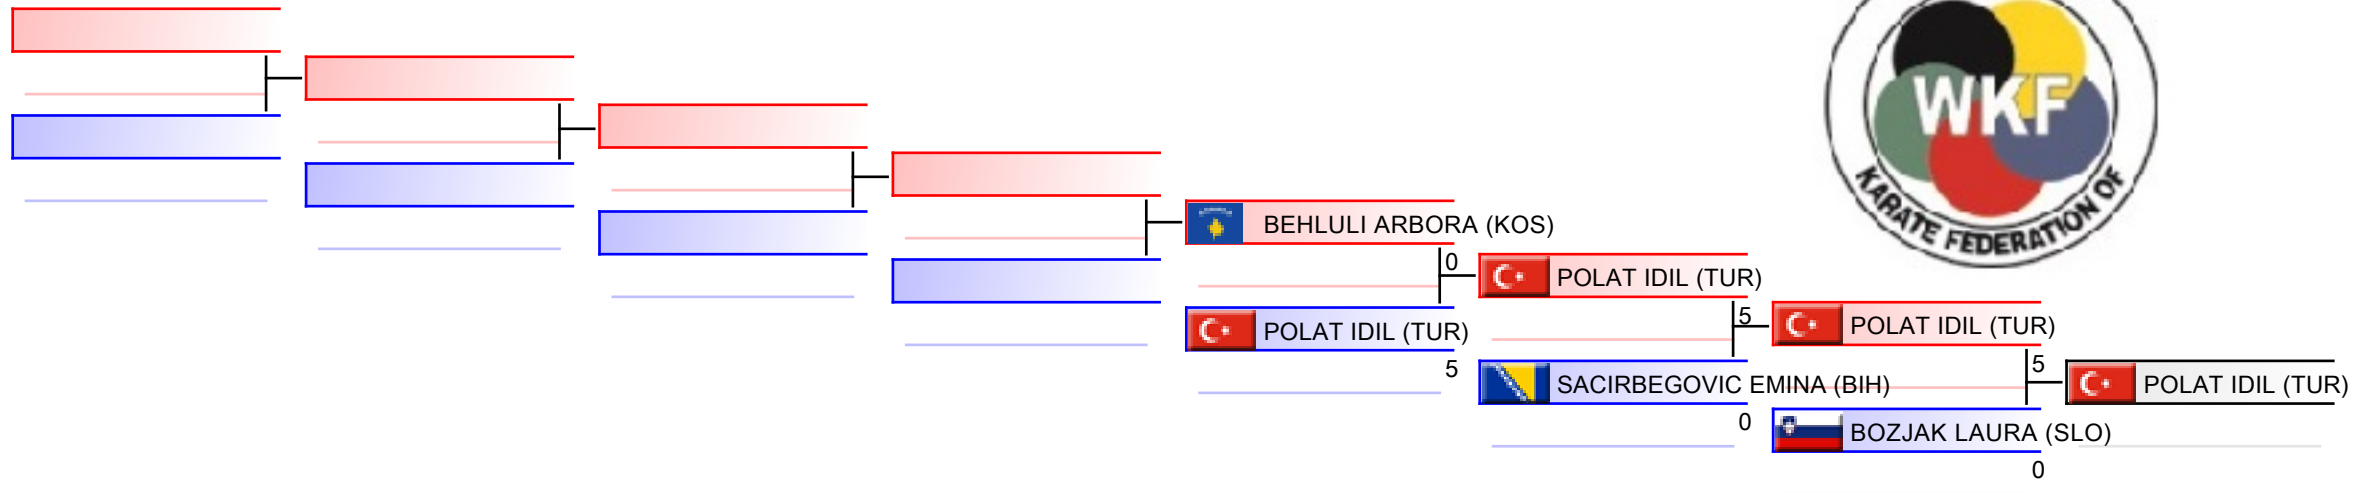 WKF
KARATE FEDERATION OF
BEHLULI ARBORA (KOS)
0
POLAT IDIL (TUR)
5
POLAT IDIL (TUR)
5
SACIRBEGOVIC EMINA (BIH)
0
POLAT IDIL (TUR)
5
BOZJAK LAURA (SLO)
0
POLAT IDIL (TUR)